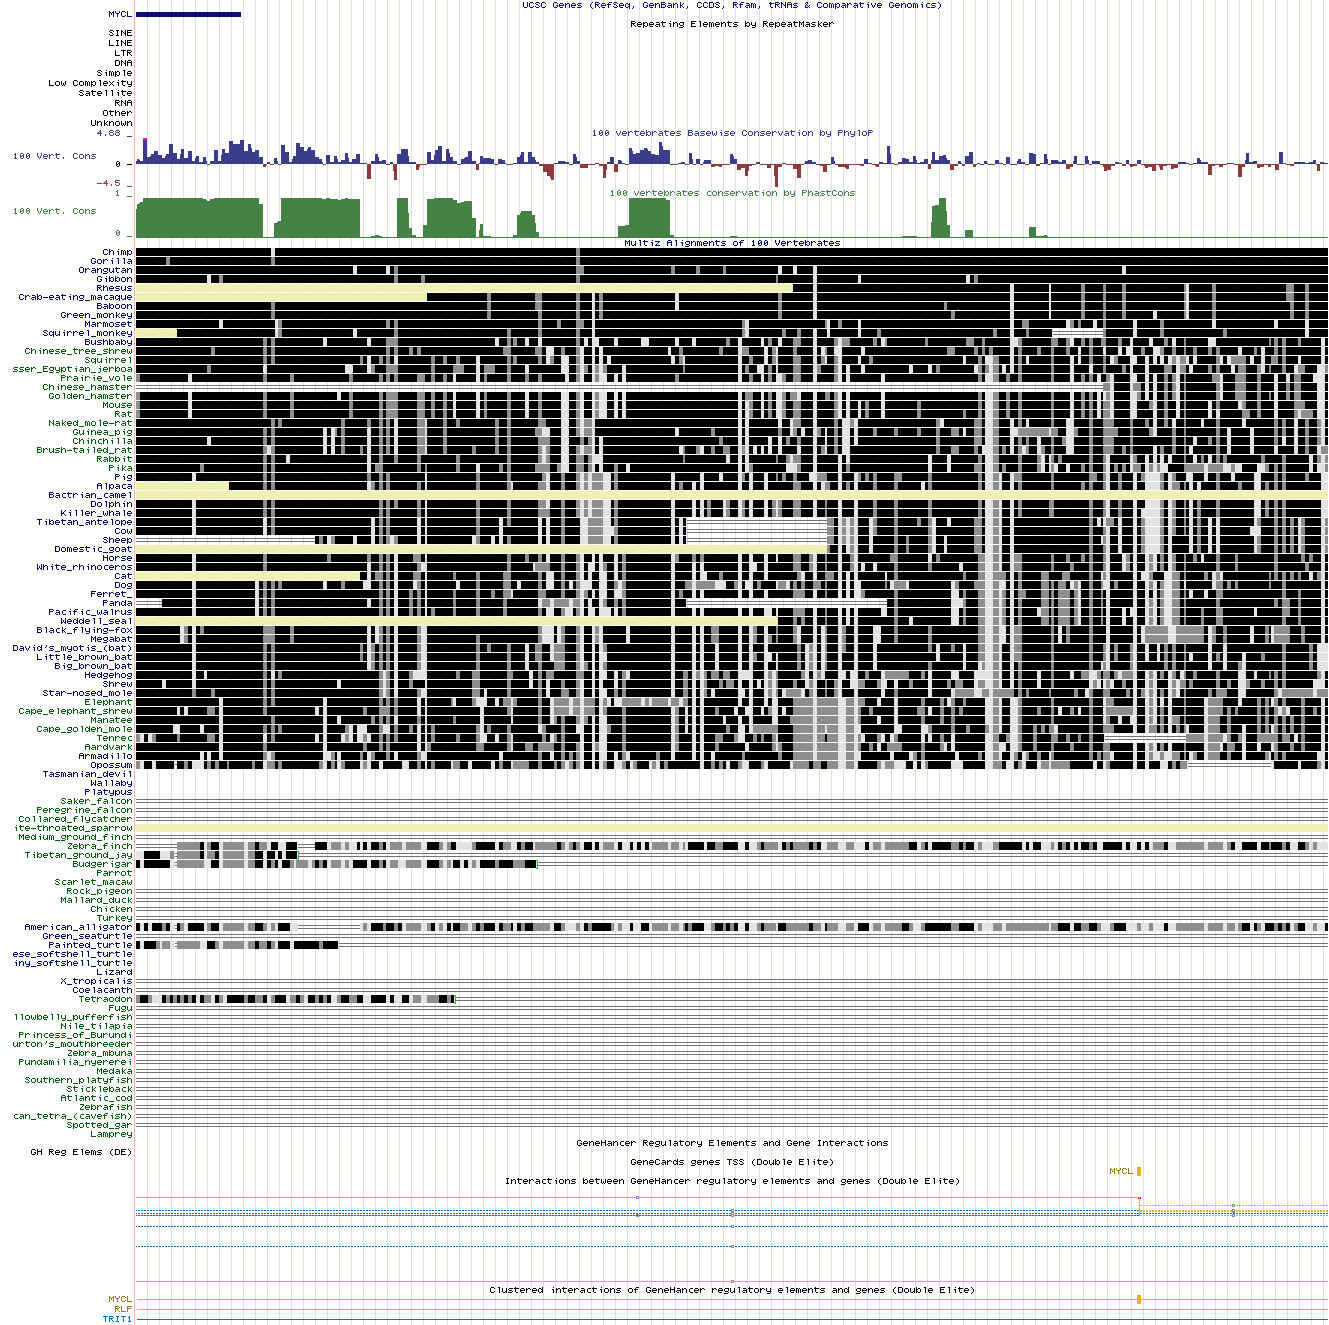 UCSC Genes (RefSeq, GenBank, CCDS, Rfam, tRNAs & Comparative Genomics)
MYCL
Repeating Elements by RepeatMasker
SINE
LINE
LTR
DNA
Simple
Low Complexity
Satellite
RNA
Other
Unknown
100 vertebrates Basewise Conservation by PhyloP
4.88 _
100 Vert. Cons
0 _
-4.5 _
100 vertebrates conservation by PhastCons
1 _
100 Vert. Cons
0 _
Multiz Alignments of 100 Vertebrates
Chimp
Gorilla
Orangutan
Gibbon
Rhesus
Crab-eating_macaque
Baboon
Green_monkey
Marmoset
Squirrel_monkey
Bushbaby
Chinese_tree_shrew
Squirrel
sser_Egyptian_jerboa
Prairie_vole
Chinese_hamster
Golden_hamster
Mouse
Rat
Naked_mole-rat
Guinea_pig
Chinchilla
Brush-tailed_rat
Rabbit
Pika
Pig
Alpaca
Bactrian_camel
Dolphin
Killer_whale
Tibetan_antelope
Cow
Sheep
Domestic_goat
Horse
White_rhinoceros
Cat
Dog
Ferret_
Panda
Pacific_walrus
Weddell_seal
Black_flying-fox
Megabat
David's_myotis_(bat)
Little_brown_bat
Big_brown_bat
Hedgehog
Shrew
Star-nosed_mole
Elephant
Cape_elephant_shrew
Manatee
Cape_golden_mole
Tenrec
Aardvark
Armadillo
Opossum
Tasmanian_devil
Wallaby
Platypus
Saker_falcon
Peregrine_falcon
Collared_flycatcher
ite-throated_sparrow
Medium_ground_finch
Zebra_finch
Tibetan_ground_jay
Budgerigar
Parrot
Scarlet_macaw
Rock_pigeon
Mallard_duck
Chicken
Turkey
American_alligator
Green_seaturtle
Painted_turtle
ese_softshell_turtle
iny_softshell_turtle
Lizard
X_tropicalis
Coelacanth
Tetraodon
Fugu
llowbelly_pufferfish
Nile_tilapia
Princess_of_Burundi
urton's_mouthbreeder
Zebra_mbuna
Pundamilia_nyererei
Medaka
Southern_platyfish
Stickleback
Atlantic_cod
Zebrafish
can_tetra_(cavefish)
Spotted_gar
Lamprey
GeneHancer Regulatory Elements and Gene Interactions
GH Reg Elems (DE)
GeneCards genes TSS (Double Elite)
MYCL
Interactions between GeneHancer regulatory elements and genes (Double Elite)
Clustered interactions of GeneHancer regulatory elements and genes (Double Elite)
MYCL
RLF
TRIT1